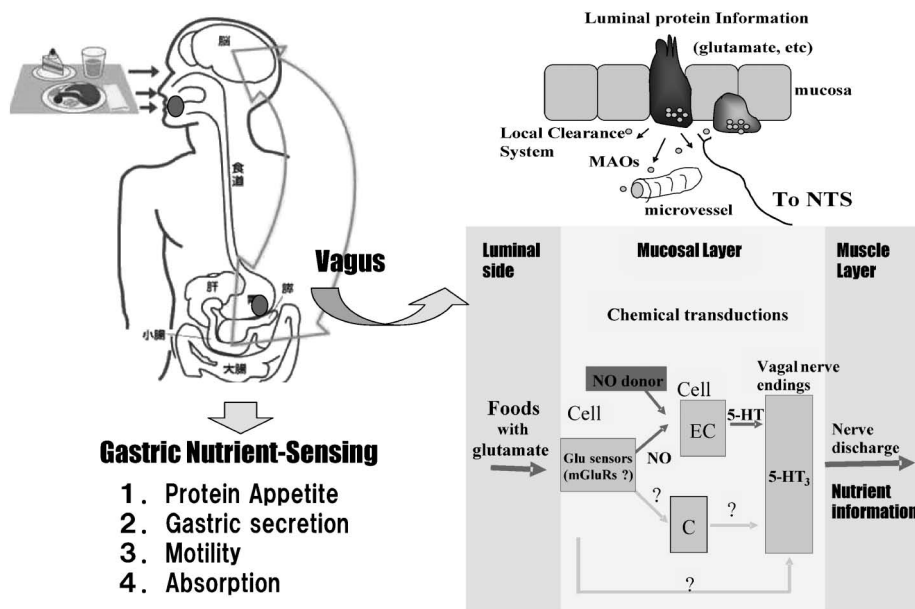 脳
食道
肝
胃
膵
小腸
大腸
Vagus
Gastric Nutrient-Sensing
1. Protein Appetite
2. Gastric secretion
3. Motility
4. Absorption
Luminal protein Information
(glutamate, etc)
mucosa
Local Clearance
System
MAOs
microvessel
To NTS
Luminal
side
Mucosal Layer
Muscle
Layer
Chemical transductions
Foods
with
glutamate
Cell
NO donor
Glu sensors
(mGluRs ?)
NO
Cell
EC
5-HT
Vagal nerve
endings
5-HT3
?
C
?
?
Nerve
discharge
Nutrient
information